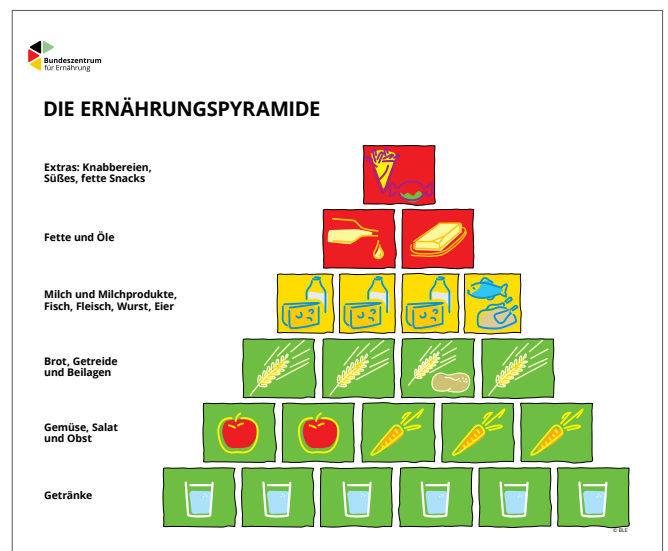 Bundeszentrum
für Ernährung
DIE ERNÄHRUNGSPYRAMIDE
Extras: Knabbereien,
Süßes, fette Snacks
Fette und Öle
Milch und Milchprodukte,
Fisch, Fleisch, Wurst, Eier
Brot, Getreide
und Beilagen
Gemüse, Salat
und Obst
Getränke
© BLE